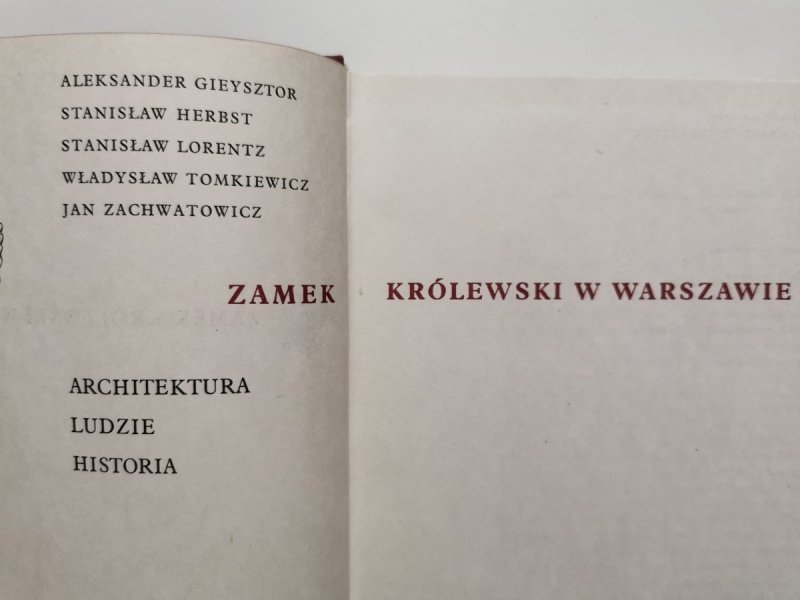 ALEKSANDER GIEYSZTOR
STANISŁAW HERBST
STANISŁAW LORENTZ
WŁADYSŁAW TOMKIEWICZ
JAN ZACHWATOWICZ
ZAMEK KRÓLEWSKI W WARSZAWIE
ARCHITEKTURA
LUDZIE
HISTORIA